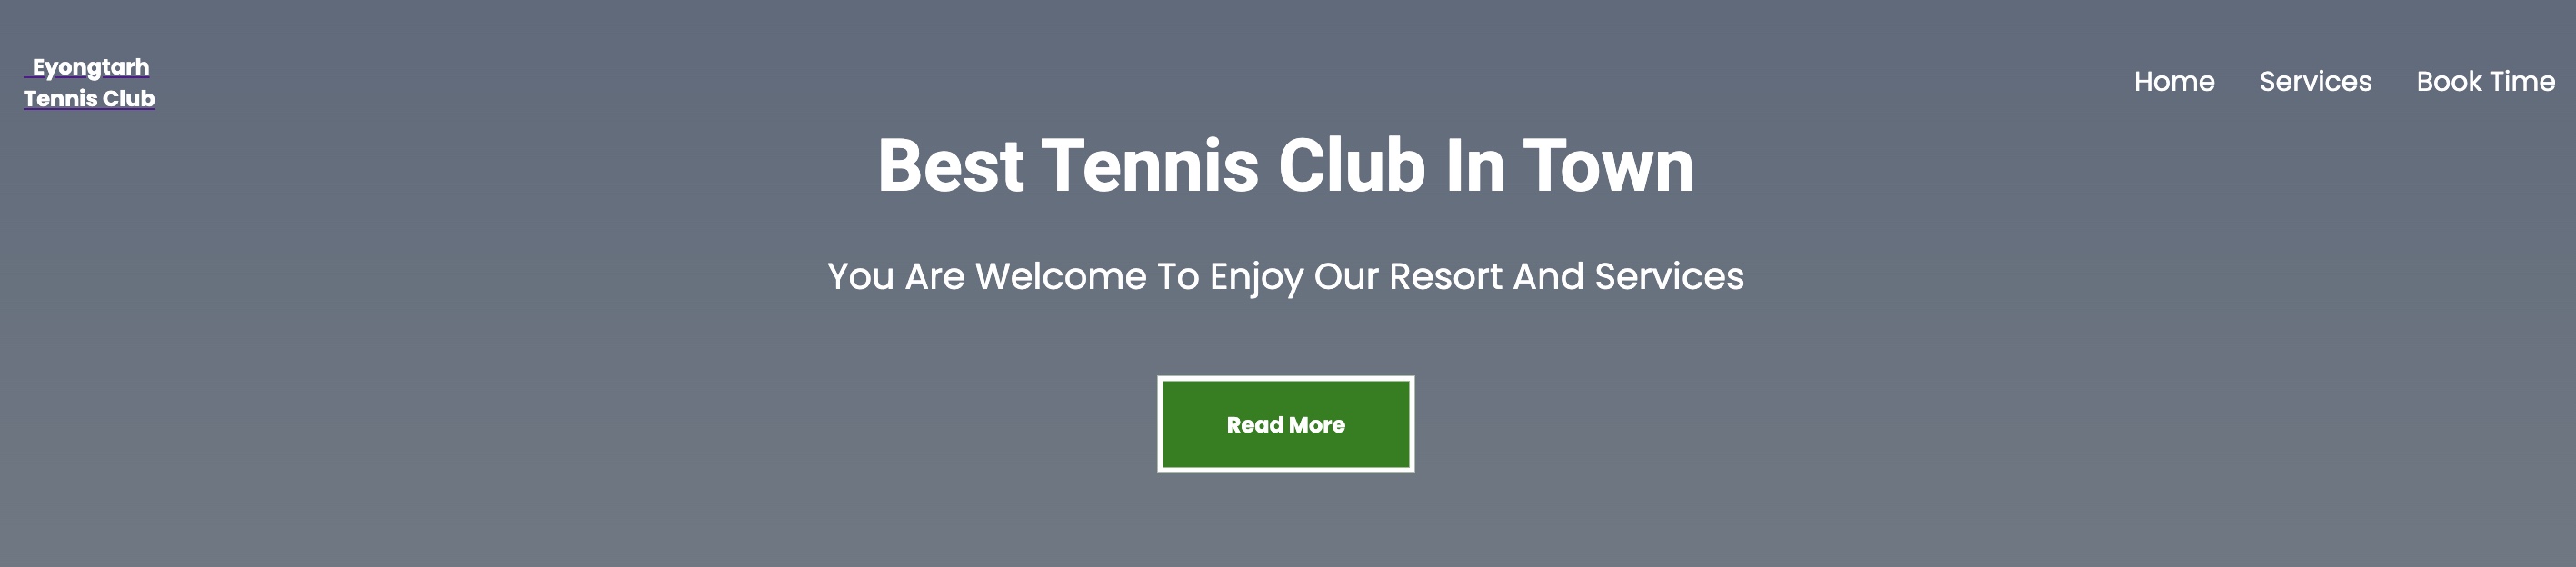 Eyongtarh
Tennis Club
Home Services Book Time
Best Tennis Club In Town
You Are Welcome To Enjoy Our Resort And Services
Read More